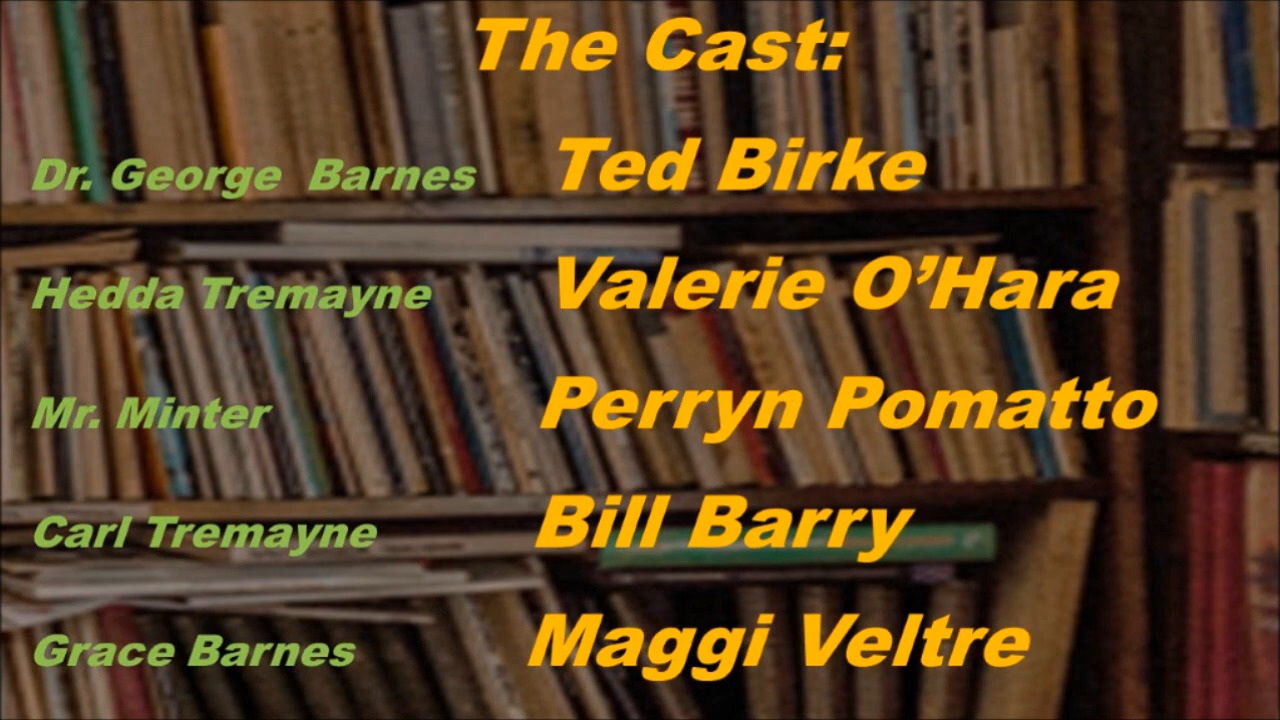 The Cast:
Dr. George Barnes Ted Birke
Hedda Tremayne Valerie O’Hara
Mr. Minter Perryn Pomatto
Carl Tremayne Bill Barry
Grace Barnes Maggi Veltre